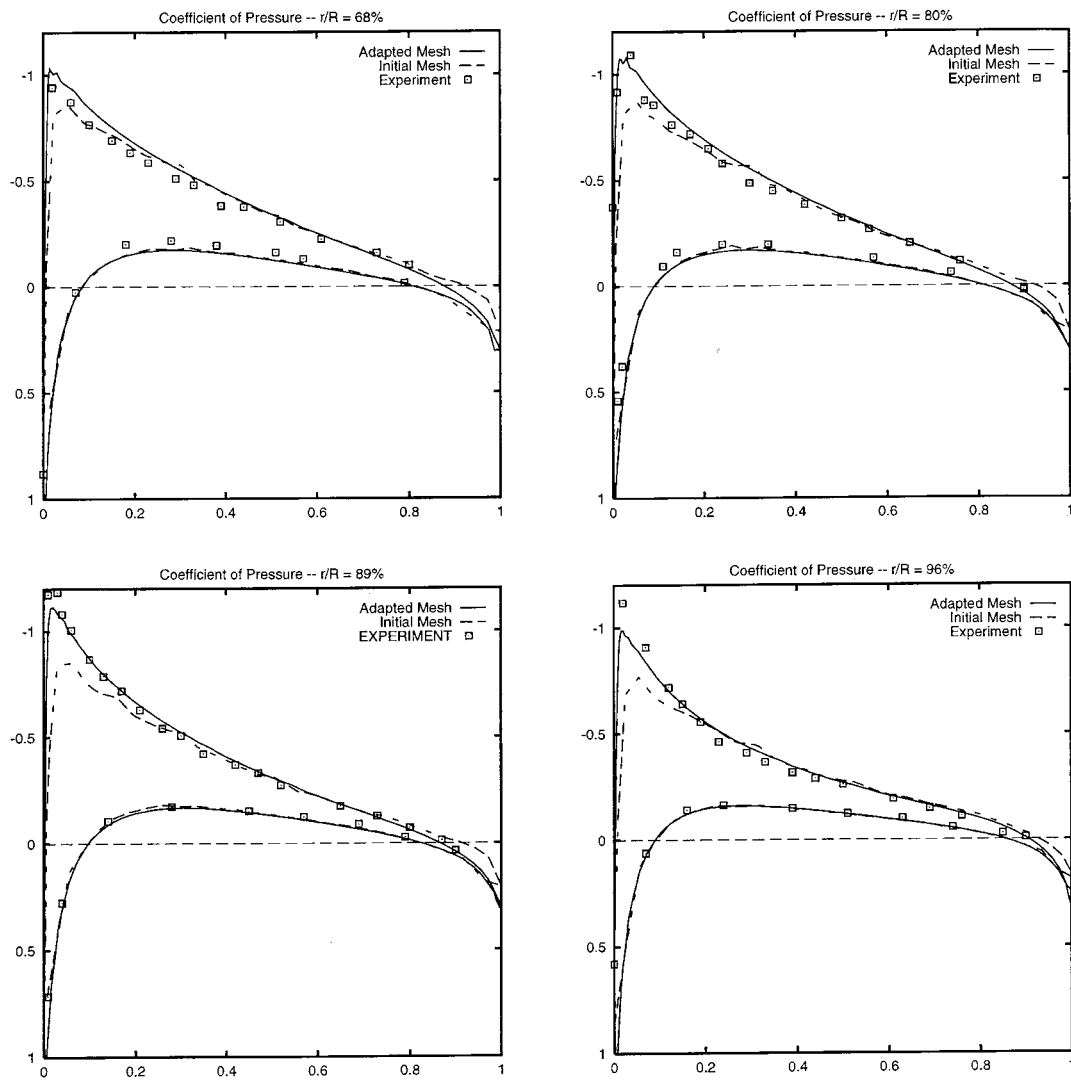 Coefficient of Pressure -- r/R = 68%
Adapted Mesh
Initial Mesh
Experiment
-1
-0.5
0
0.5
1
0 0.2 0.4 0.6 0.8 1
Coefficient of Pressure -- r/R = 80%
Adapted Mesh
Initial Mesh
Experiment
-1
-0.5
0
0.5
1
0 0.2 0.4 0.6 0.8 1
Coefficient of Pressure -- r/R = 89%
Adapted Mesh
Initial Mesh
EXPERIMENT
-1
-0.5
0
0.5
1
0 0.2 0.4 0.6 0.8 1
Coefficient of Pressure -- r/R = 96%
Adapted Mesh
Initial Mesh
Experiment
-1
-0.5
0
0.5
1
0 0.2 0.4 0.6 0.8 1